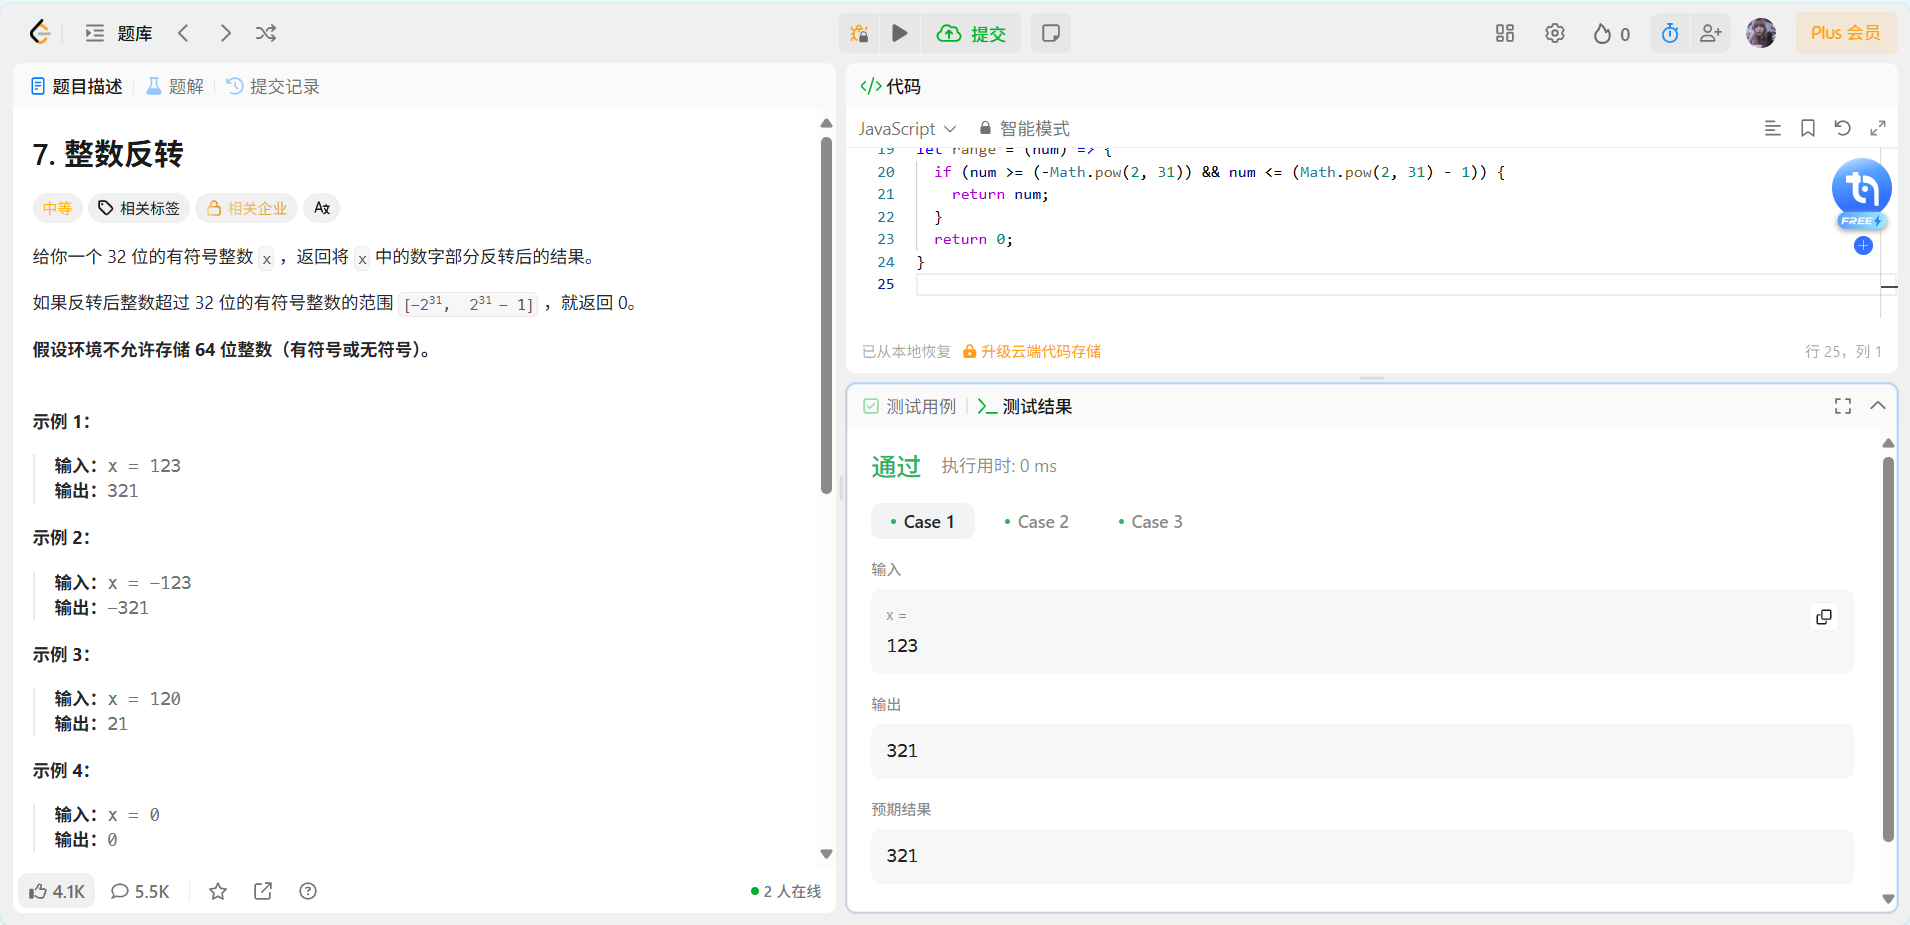 题库
提交
0
Plus 会员
题目描述
题解
提交记录
7. 整数反转
中等
相关标签
相关企业
给你一个 32 位的有符号整数 x ，返回将 x 中的数字部分反转后的结果。
如果反转后整数超过 32 位的有符号整数的范围 [−2³¹,  2³¹ − 1] ，就返回 0。
假设环境不允许存储 64 位整数（有符号或无符号）。
示例 1：
输入：x = 123
输出：321
示例 2：
输入：x = -123
输出：-321
示例 3：
输入：x = 120
输出：21
示例 4：
输入：x = 0
输出：0
4.1K
5.5K
2 人在线
代码
JavaScript
智能模式
19 let range = (num) => {
20 if (num >= (-Math.pow(2, 31)) && num <= (Math.pow(2, 31) - 1)) {
21 return num;
22 }
23 return 0;
24 }
25
FREE
已从本地恢复 升级云端代码存储
行 25，列 1
测试用例
测试结果
通过 执行用时: 0 ms
Case 1 Case 2 Case 3
输入
x =
123
输出
321
预期结果
321